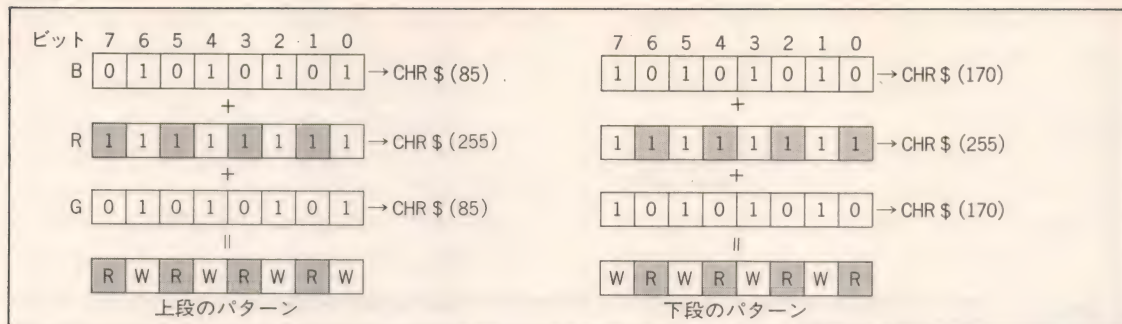 ビット 7 6 5 4 3 2 1 0
B 0 1 0 1 0 1 0 1 → CHR $ (85)
+
R 1 1 1 1 1 1 1 1 → CHR $ (255)
+
G 0 1 0 1 0 1 0 1 → CHR $ (85)
॥
R W R W R W R W
上段のパターン
7 6 5 4 3 2 1 0
1 0 1 0 1 0 1 0 → CHR $ (170)
+
1 1 1 1 1 1 1 1 → CHR $ (255)
+
1 0 1 0 1 0 1 0 → CHR $ (170)
॥
W R W R W R W R
下段のパターン